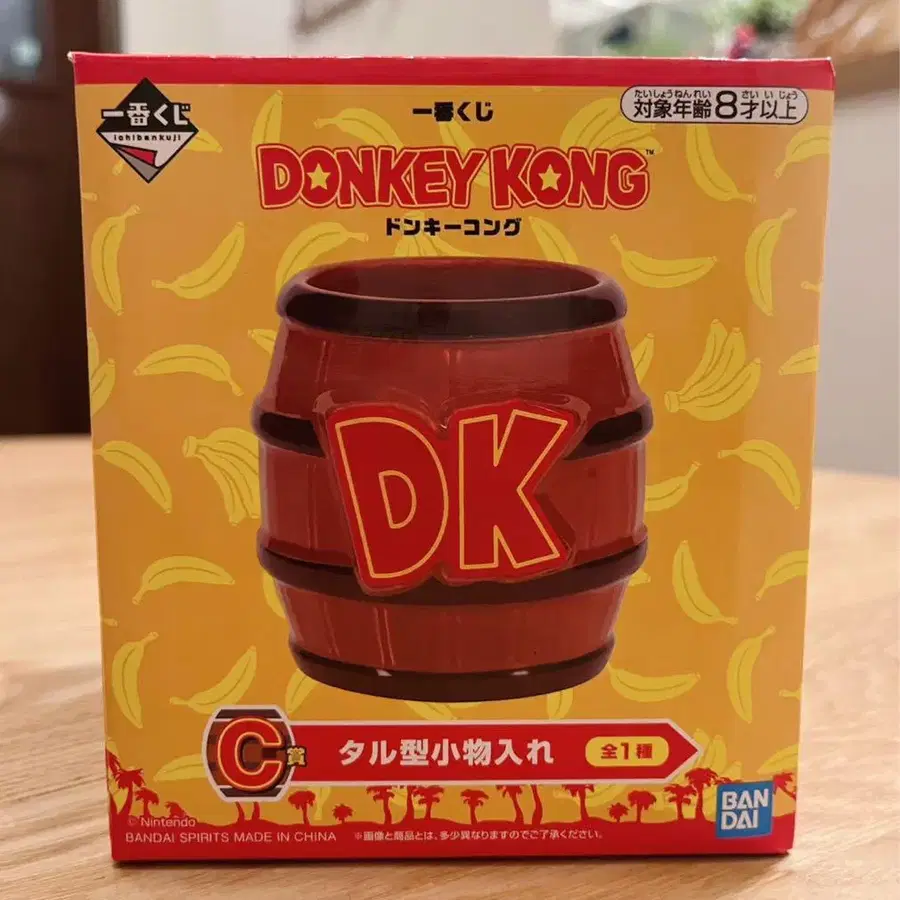 一番くじ
ichibankuji
一番くじ
たいしょうねんれい さい い じょう
対象年齢8才以上
DONKEY KONG™
ドンキーコング
DK
C賞
タル型小物入れ
全1種
© Nintendo
BANDAI SPIRITS MADE IN CHINA
※画像と商品とは、多少異なりますのでご了承ください。
BAN
DAI